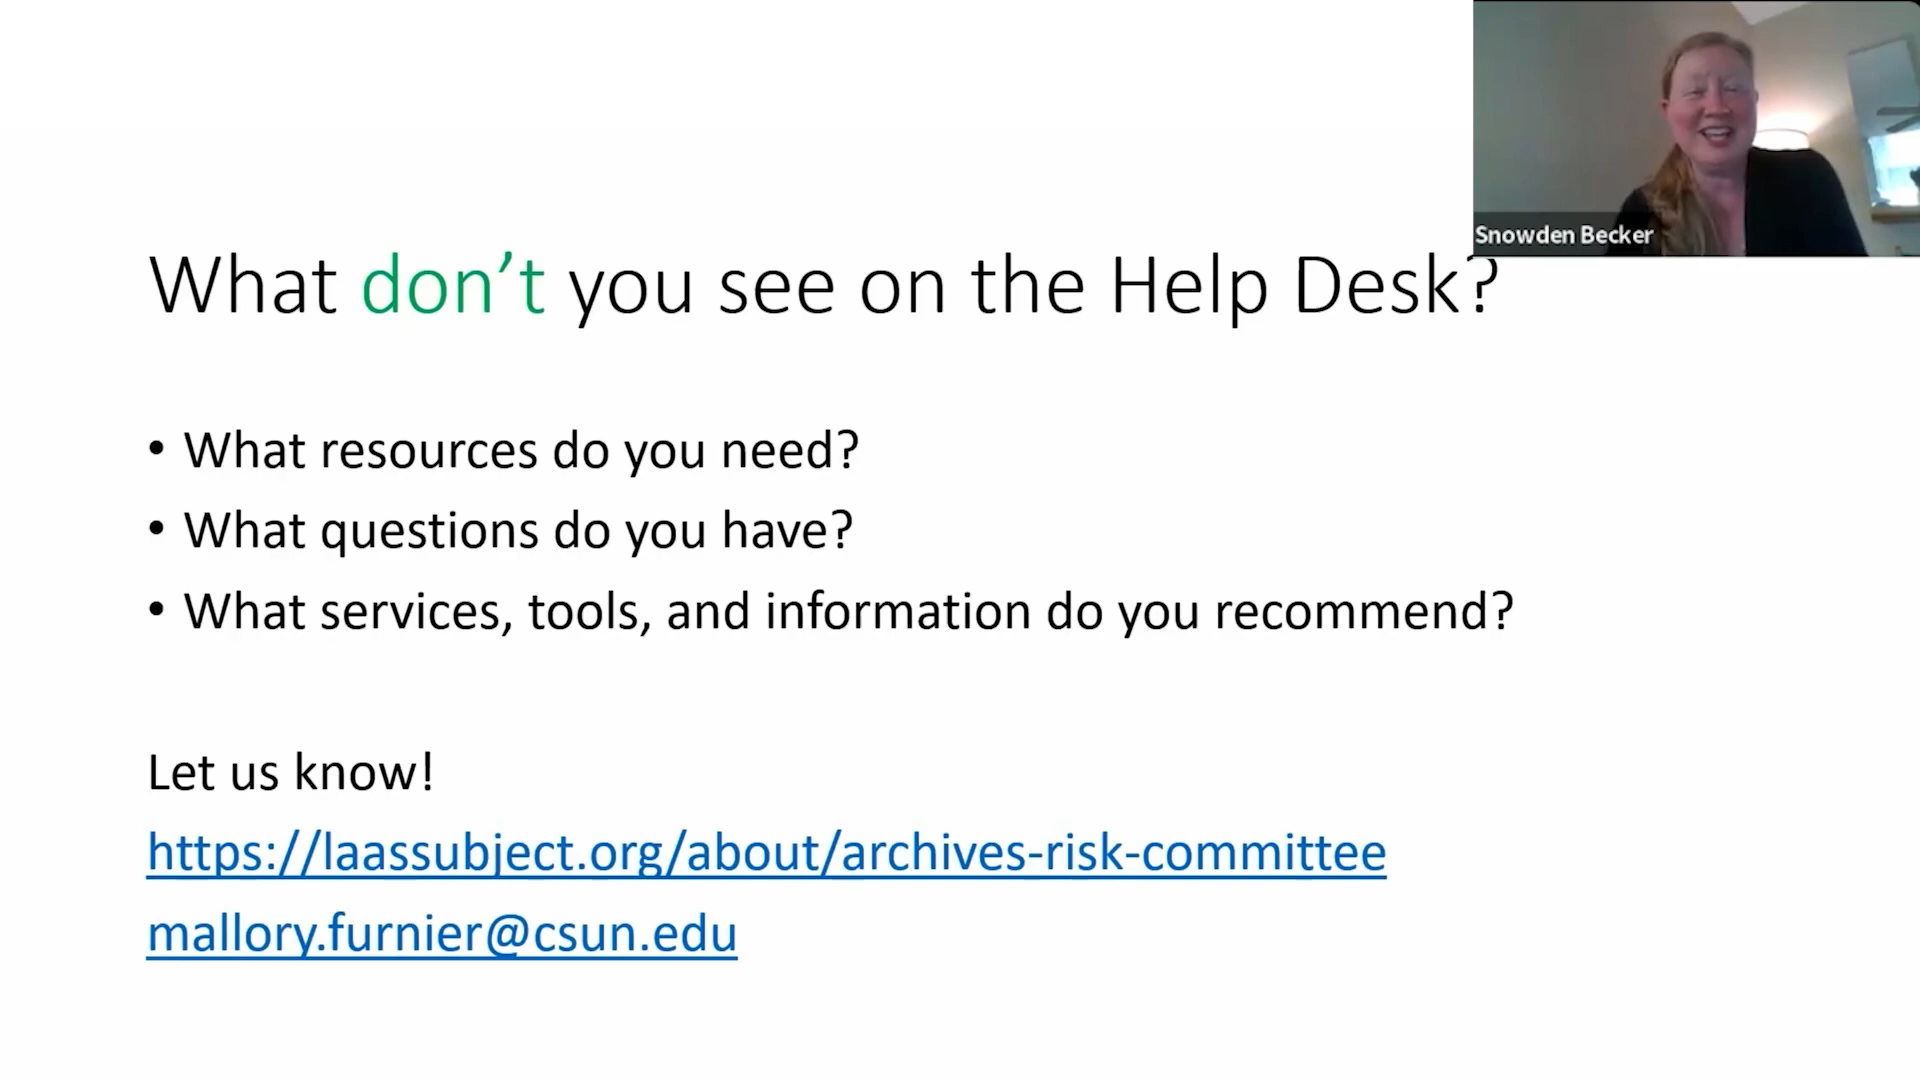 Snowden Becker
What don't you see on the Help Desk?
• What resources do you need?
• What questions do you have?
• What services, tools, and information do you recommend?
Let us know!
https://laassubject.org/about/archives-risk-committee
mallory.furnier@csun.edu